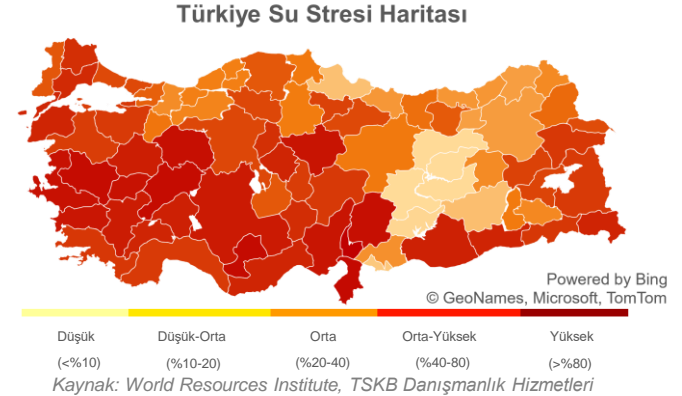 Türkiye Su Stresi Haritası
Powered by Bing
© GeoNames, Microsoft, TomTom
Düşük Düşük-Orta Orta Orta-Yüksek Yüksek
(<%10) (%10-20) (%20-40) (%40-80) (>%80)
Kaynak: World Resources Institute, TSKB Danışmanlık Hizmetleri